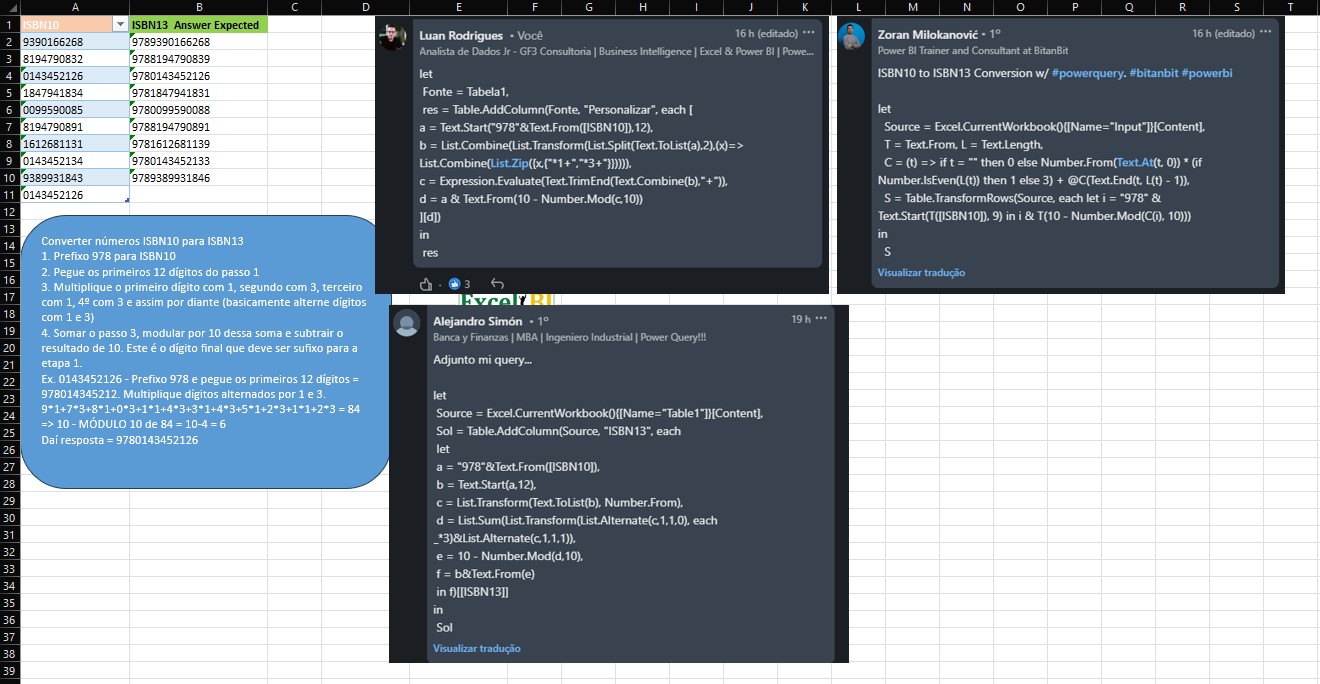 A B C D E F G H I J K L M N O P Q R S T
1 ISBN10 ISBN13 Answer Expected
2 9390166268 9789390166268
3 8194790832 9788194790839
4 0143452126 9780143452126
5 1847941834 9781847941831
6 0099590085 9780099590088
7 8194790891 9788194790891
8 1612681131 9781612681139
9 0143452134 9780143452133
10 9389931843 9789389931846
11 0143452126
12
13
14
15
16
17
18
19
20
21
22
23
24
25
26
27
28
29
30
31
32
33
34
35
36
37
38
39
Converter números ISBN10 para ISBN13
1. Prefixo 978 para ISBN10
2. Pegue os primeiros 12 dígitos do passo 1
3. Multiplique o primeiro dígito com 1, segundo com 3, terceiro
com 1, 4º com 3 e assim por diante (basicamente alterne dígitos
com 1 e 3)
4. Somar o passo 3, modular por 10 dessa soma e subtrair o
resultado de 10. Este é o dígito final que deve ser sufixo para a
etapa 1.
Ex. 0143452126 - Prefixo 978 e pegue os primeiros 12 dígitos =
978014345212. Multiplique dígitos alternados por 1 e 3.
9*1+7*3+8*1+0*3+1*1+4*3+3*1+4*3+5*1+2*3+1*1+2*3 = 84
=> 10 - MÓDULO 10 de 84 = 10-4 = 6
Daí resposta = 9780143452126
Luan Rodrigues • Você 16 h (editado) •••
Analista de Dados Jr - GF3 Consultoria | Business Intelligence | Excel & Power BI | Powe...
let
Fonte = Tabela1,
res = Table.AddColumn(Fonte, "Personalizar", each [
a = Text.Start("978"&Text.From([ISBN10]),12),
b = List.Combine(List.Transform(List.Split(Text.ToList(a),2),(x)=>
List.Combine(List.Zip({x,{"*1+","*3+"}})))),
c = Expression.Evaluate(Text.TrimEnd(Text.Combine(b),"+")),
d = a & Text.From(10 - Number.Mod(c,10))
][d])
in
res
3
Excel BI
Zoran Milokanović • 1º 16 h (editado) •••
Power BI Trainer and Consultant at BitanBit
ISBN10 to ISBN13 Conversion w/ #powerquery. #bitanbit #powerbi
let
Source = Excel.CurrentWorkbook(){[Name="Input"]}[Content],
T = Text.From, L = Text.Length,
C = (t) => if t = "" then 0 else Number.From(Text.At(t, 0)) * (if
Number.IsEven(L(t)) then 1 else 3) + @C(Text.End(t, L(t) - 1)),
S = Table.TransformRows(Source, each let i = "978" &
Text.Start(T([ISBN10]), 9) in i & T(10 - Number.Mod(C(i), 10)))
in
S
Visualizar tradução
Alejandro Simón • 1º 19 h •••
Banca y Finanzas | MBA | Ingeniero Industrial | Power Query!!!
Adjunto mi query...
let
Source = Excel.CurrentWorkbook(){[Name="Table1"]}[Content],
Sol = Table.AddColumn(Source, "ISBN13", each
let
a = "978"&Text.From([ISBN10]),
b = Text.Start(a,12),
c = List.Transform(Text.ToList(b), Number.From),
d = List.Sum(List.Transform(List.Alternate(c,1,1,0), each
_*3)&List.Alternate(c,1,1,1)),
e = 10 - Number.Mod(d,10),
f = b&Text.From(e)
in f)[[ISBN13]]
in
Sol
Visualizar tradução